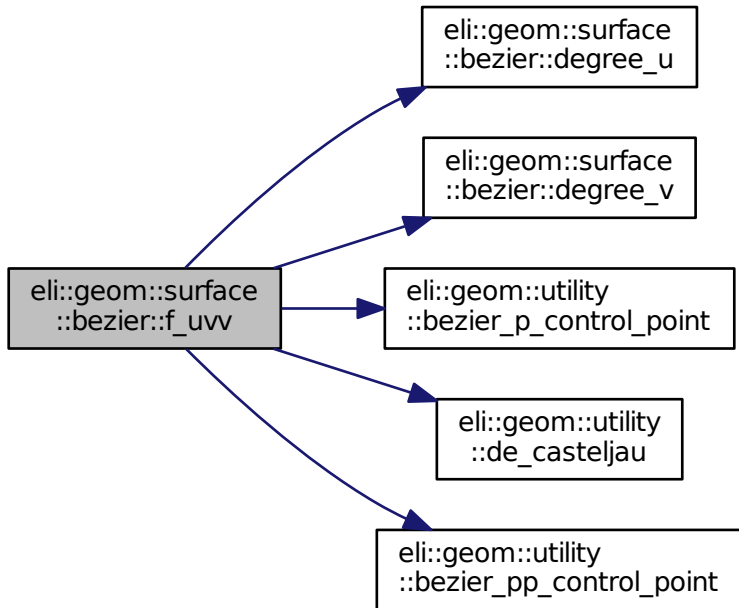 eli::geom::surface
::bezier::degree_u
eli::geom::surface
::bezier::degree_v
eli::geom::surface
::bezier::f_uvv
eli::geom::utility
::bezier_p_control_point
eli::geom::utility
::de_casteljau
eli::geom::utility
::bezier_pp_control_point